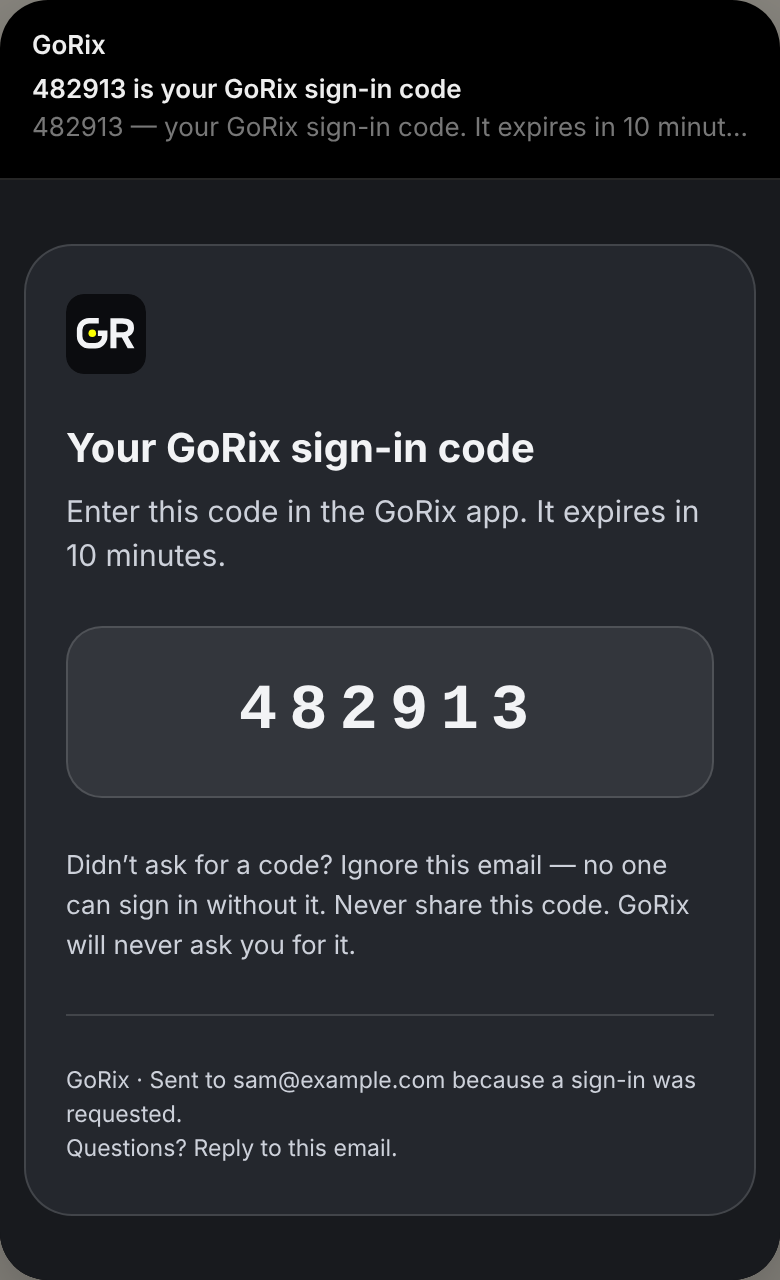 GoRix
482913 is your GoRix sign-in code
482913 — your GoRix sign-in code. It expires in 10 minut...
GR
Your GoRix sign-in code
Enter this code in the GoRix app. It expires in
10 minutes.
482913
Didn’t ask for a code? Ignore this email — no one
can sign in without it. Never share this code. GoRix
will never ask you for it.
GoRix · Sent to sam@example.com because a sign-in was
requested.
Questions? Reply to this email.